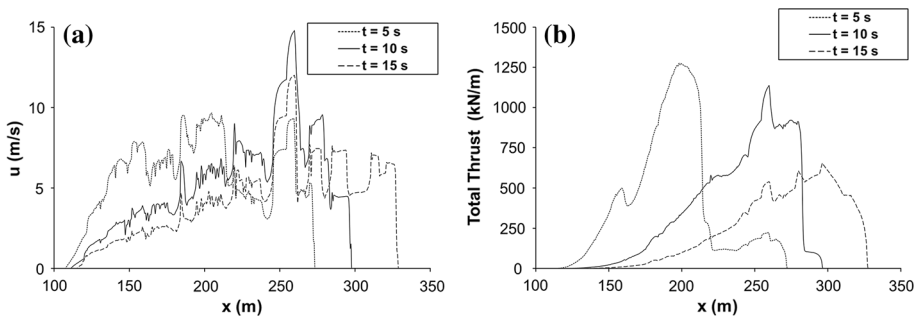 (a)
t = 5 s
t = 10 s
t = 15 s
15
10
5
0
u (m/s)
100 150 200 250 300 350
x (m)
(b)
t = 5 s
t = 10 s
t = 15 s
1500
1250
1000
750
500
250
0
Total Thrust (kN/m)
100 150 200 250 300 350
x (m)